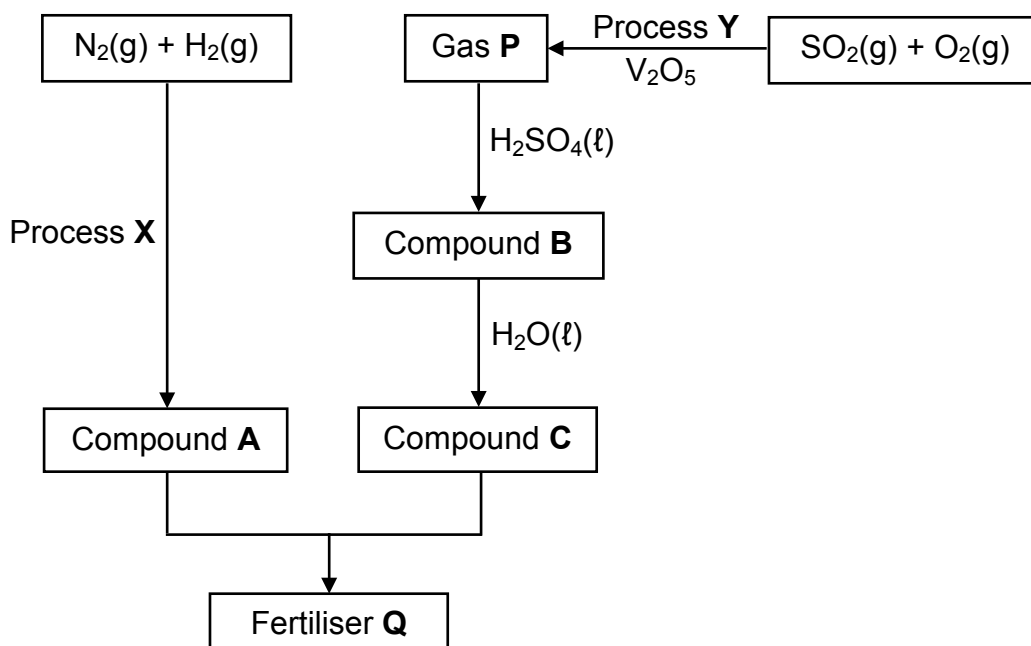 N₂(g) + H₂(g)
Gas P
Process Y
V₂O₅
SO₂(g) + O₂(g)
H₂SO₄(ℓ)
Process X
Compound B
H₂O(ℓ)
Compound A
Compound C
Fertiliser Q